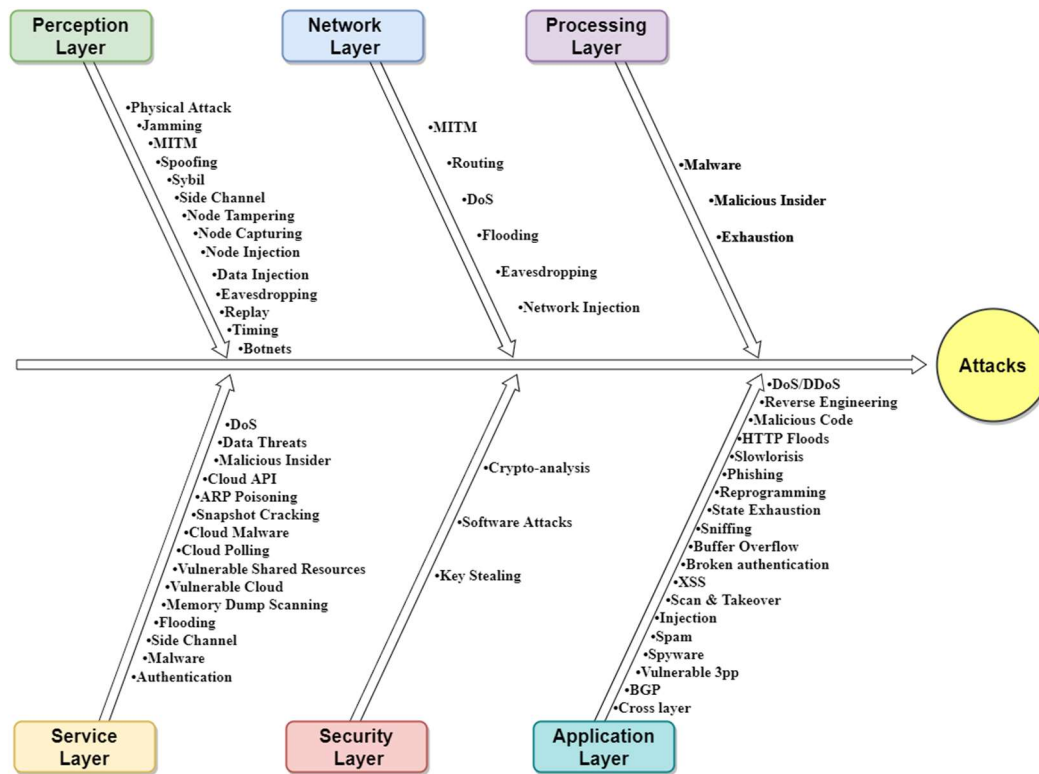 Perception
Layer
Network
Layer
Processing
Layer
•Physical Attack
•Jamming
•MITM
•Spoofing
•Sybil
•Side Channel
•Node Tampering
•Node Capturing
•Node Injection
•Data Injection
•Eavesdropping
•Replay
•Timing
•Botnets
•MITM
•Routing
•DoS
•Flooding
•Eavesdropping
•Network Injection
•Malware
•Malicious Insider
•Exhaustion
Attacks
•DoS
•Data Threats
•Malicious Insider
•Cloud API
•ARP Poisoning
•Snapshot Cracking
•Cloud Malware
•Cloud Polling
•Vulnerable Shared Resources
•Vulnerable Cloud
•Memory Dump Scanning
•Flooding
•Side Channel
•Malware
•Authentication
•Crypto-analysis
•Software Attacks
•Key Stealing
•DoS/DDoS
•Reverse Engineering
•Malicious Code
•HTTP Floods
•Slowlorisis
•Phishing
•Reprogramming
•State Exhaustion
•Sniffing
•Buffer Overflow
•Broken authentication
•XSS
•Scan & Takeover
•Injection
•Spam
•Spyware
•Vulnerable 3pp
•BGP
•Cross layer
Service
Layer
Security
Layer
Application
Layer